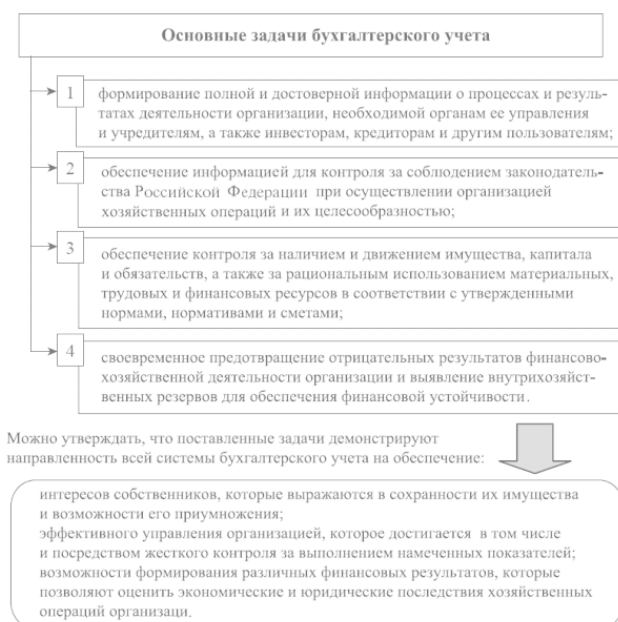 Основные задачи бухгалтерского учета
1
формирование полной и достоверной информации о процессах и резуль-
татах деятельности организации, необходимой органам ее управления
и учредителям, а также инвесторам, кредиторам и другим пользователям;
2
обеспечение информацией для контроля за соблюдением законодатель-
ства Российской Федерации при осуществлении организацией
хозяйственных операций и их целесообразностью;
3
обеспечение контроля за наличием и движением имущества, капитала
и обязательств, а также за рациональным использованием материальных,
трудовых и финансовых ресурсов в соответствии с утвержденными
нормами, нормативами и сметами;
4
своевременное предотвращение отрицательных результатов финансово-
хозяйственной деятельности организации и выявление внутрихозяйст-
венных резервов для обеспечения финансовой устойчивости.
Можно утверждать, что поставленные задачи демонстрируют
направленность всей системы бухгалтерского учета на обеспечение:
интересов собственников, которые выражаются в сохранности их имущества
и возможности его приумножения;
эффективного управления организацией, которое достигается в том числе
и посредством жесткого контроля за выполнением намеченных показателей;
возможности формирования различных финансовых результатов, которые
позволяют оценить экономические и юридические последствия хозяйственных
операций организаци.